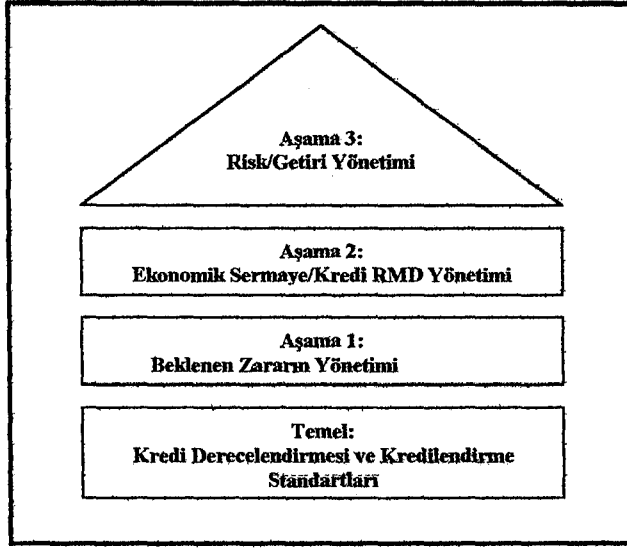 Aşama 3:
Risk/Getiri Yönetimi
Aşama 2:
Ekonomik Sermaye/Kredi RMD Yönetimi
Aşama 1:
Beklenen Zararın Yönetimi
Temel:
Kredi Derecelendirmesi ve Kredilendirme
Standartları